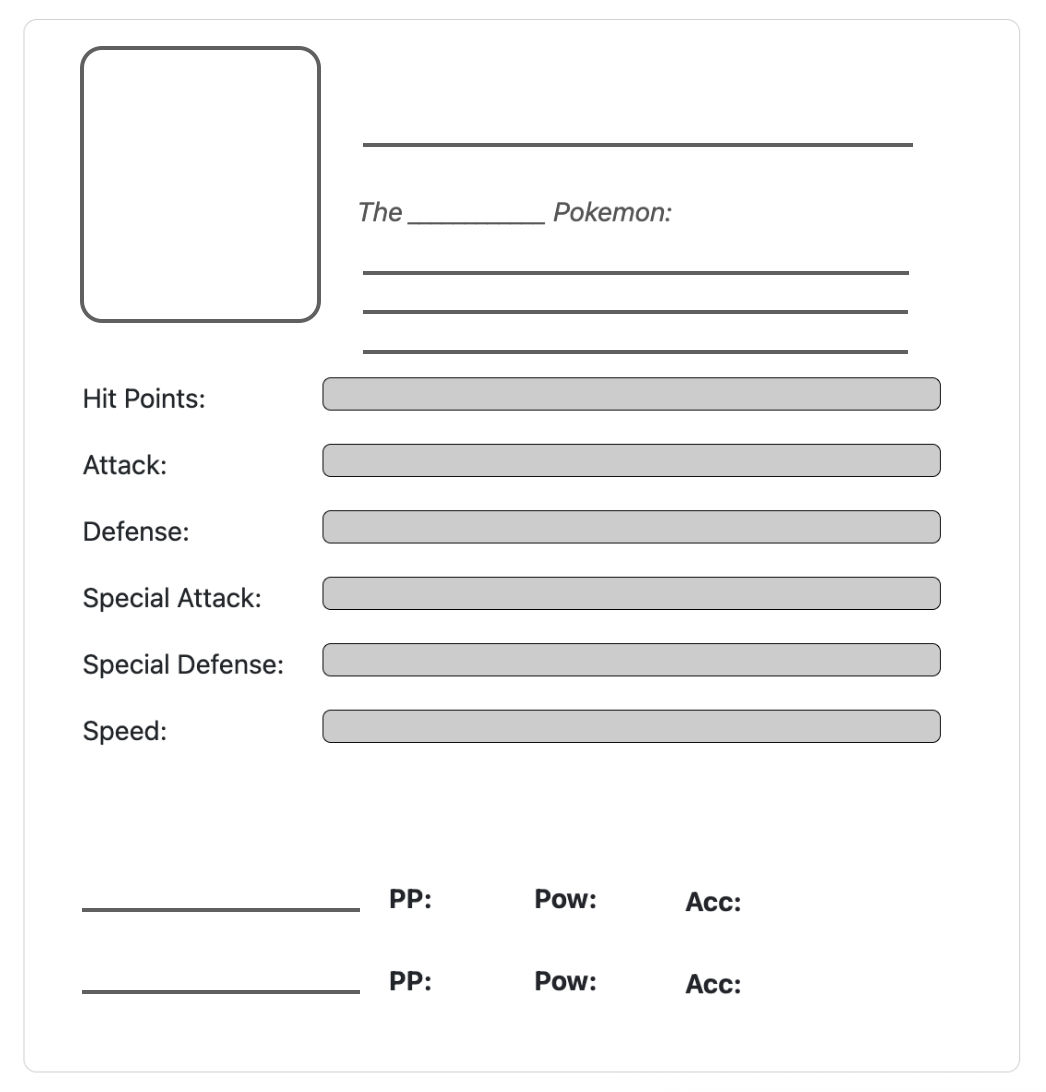 The __________ Pokemon:
Hit Points:
Attack:
Defense:
Special Attack:
Special Defense:
Speed:
PP: Pow: Acc:
PP: Pow: Acc: